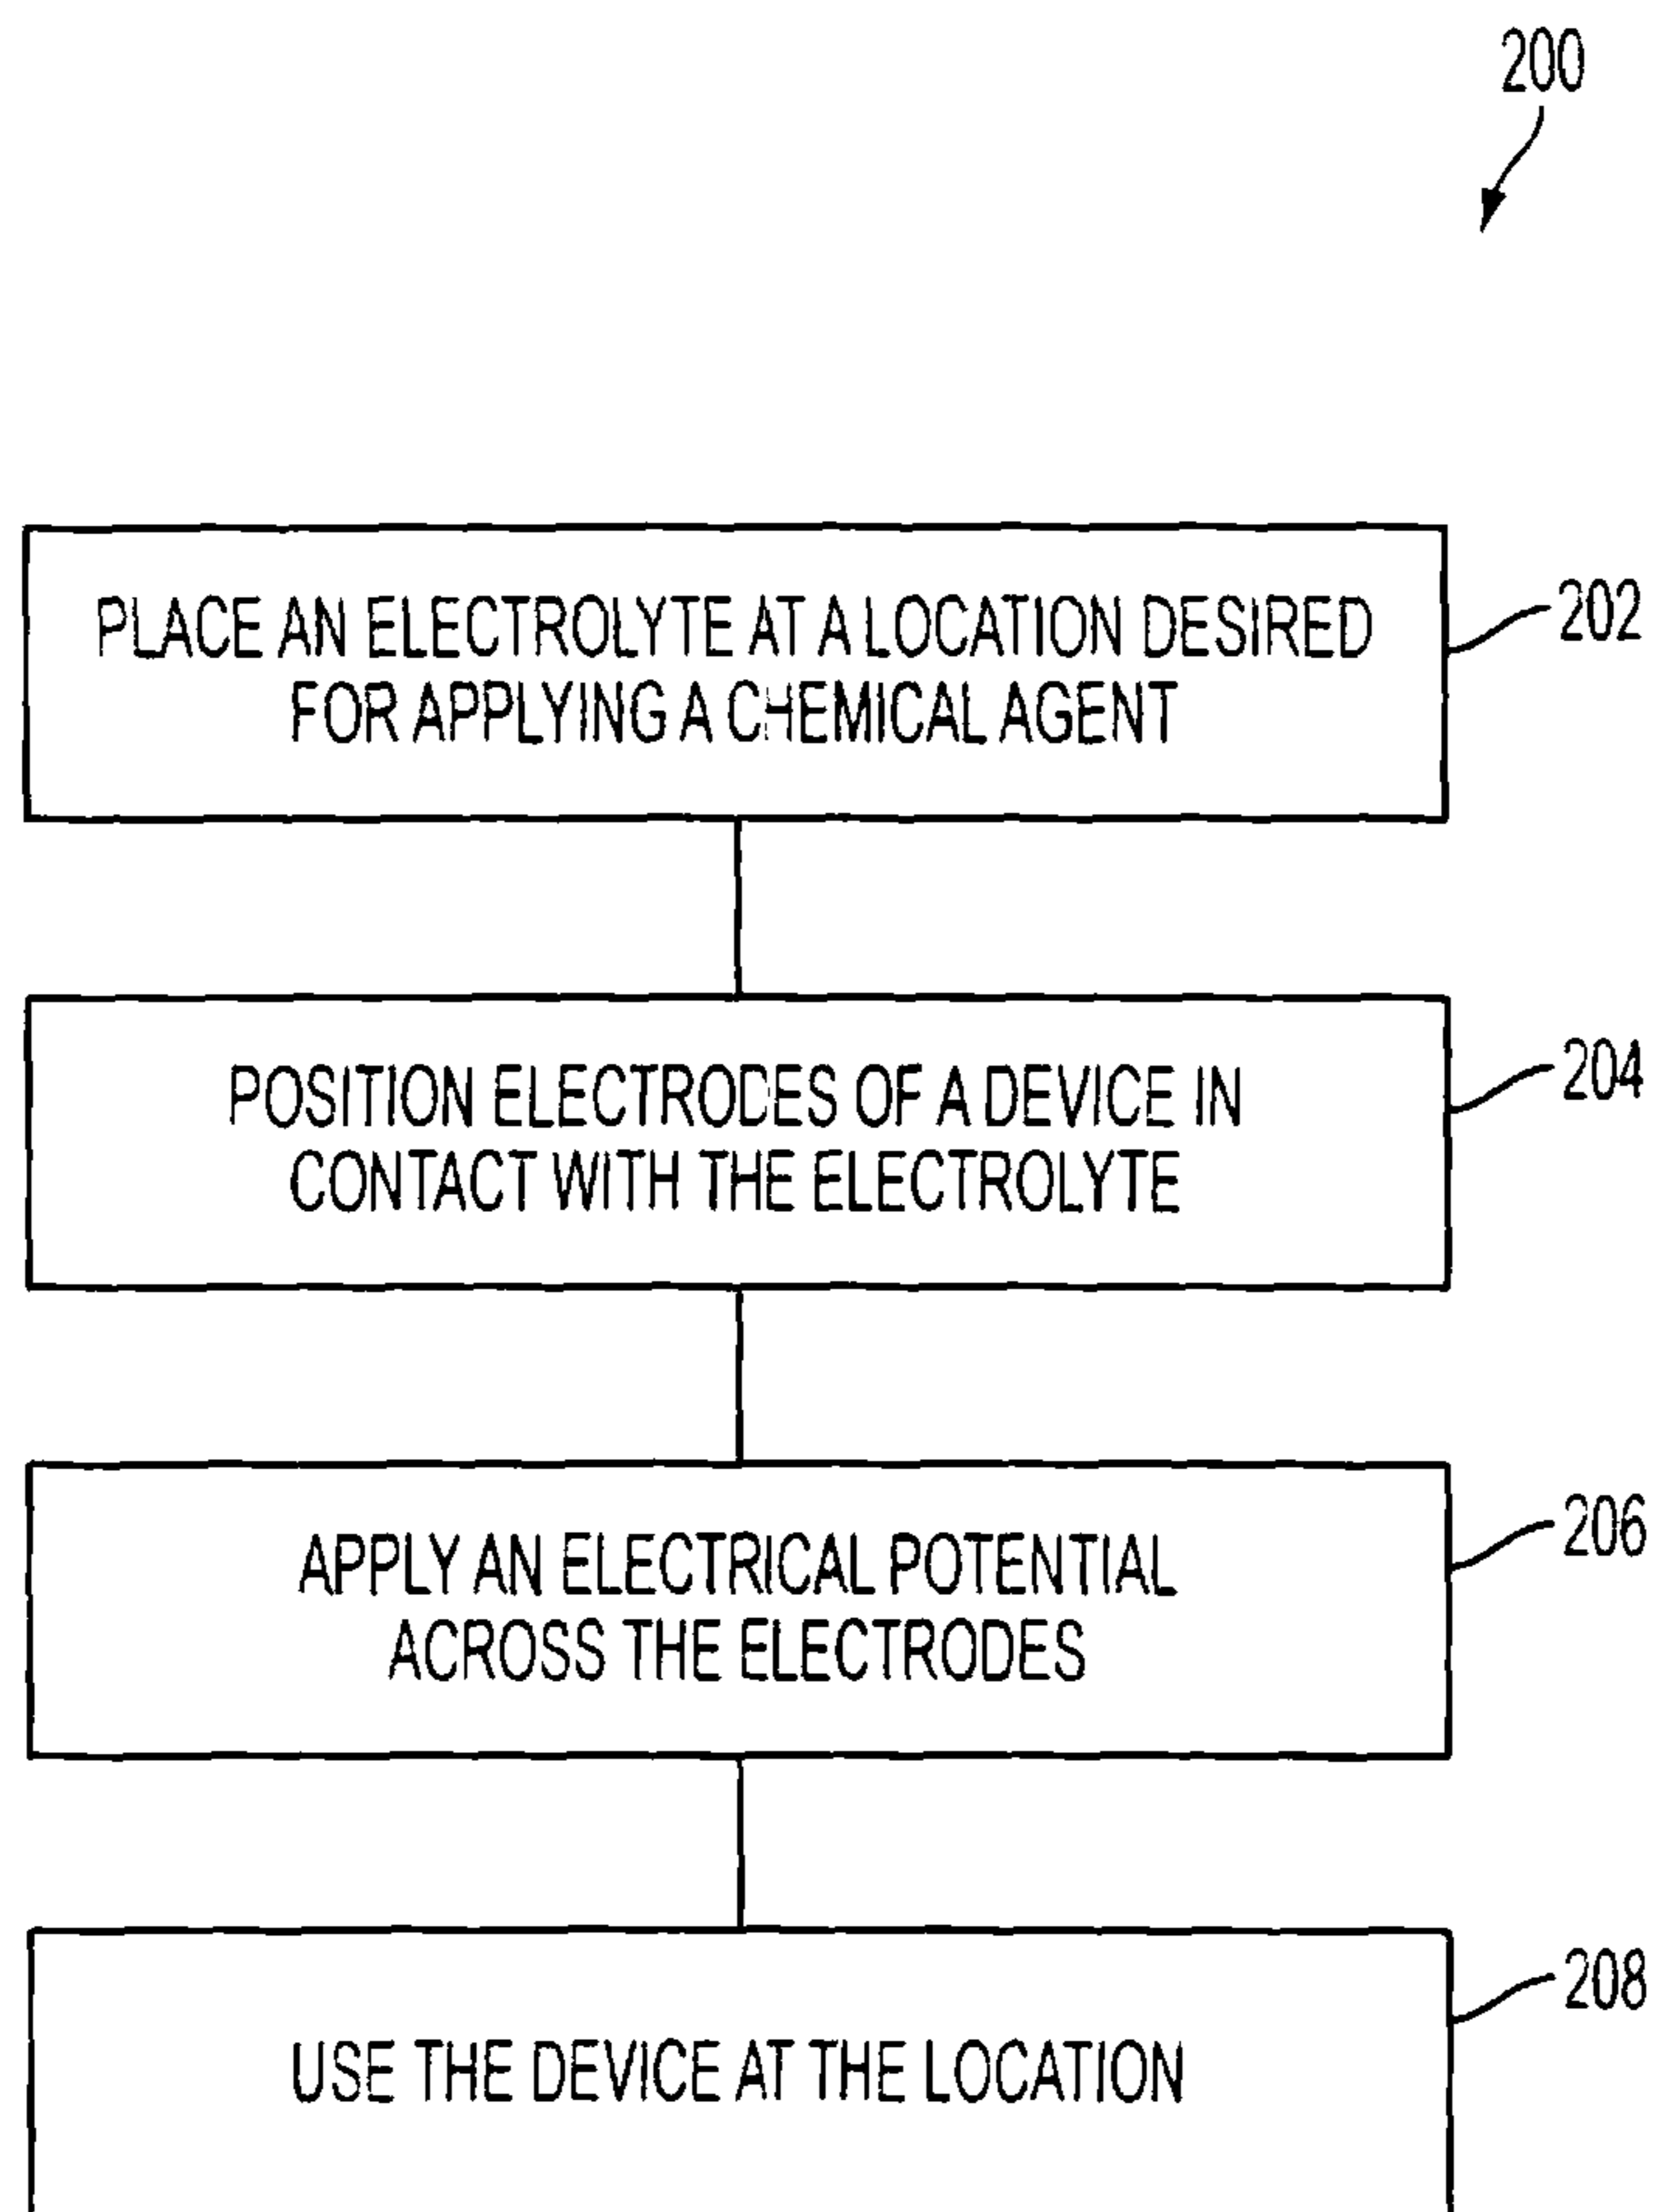 200
PLACE AN ELECTROLYTE AT A LOCATION DESIRED
FOR APPLYING A CHEMICAL AGENT
202
POSITION ELECTRODES OF A DEVICE IN
CONTACT WITH THE ELECTROLYTE
204
APPLY AN ELECTRICAL POTENTIAL
ACROSS THE ELECTRODES
206
USE THE DEVICE AT THE LOCATION
208